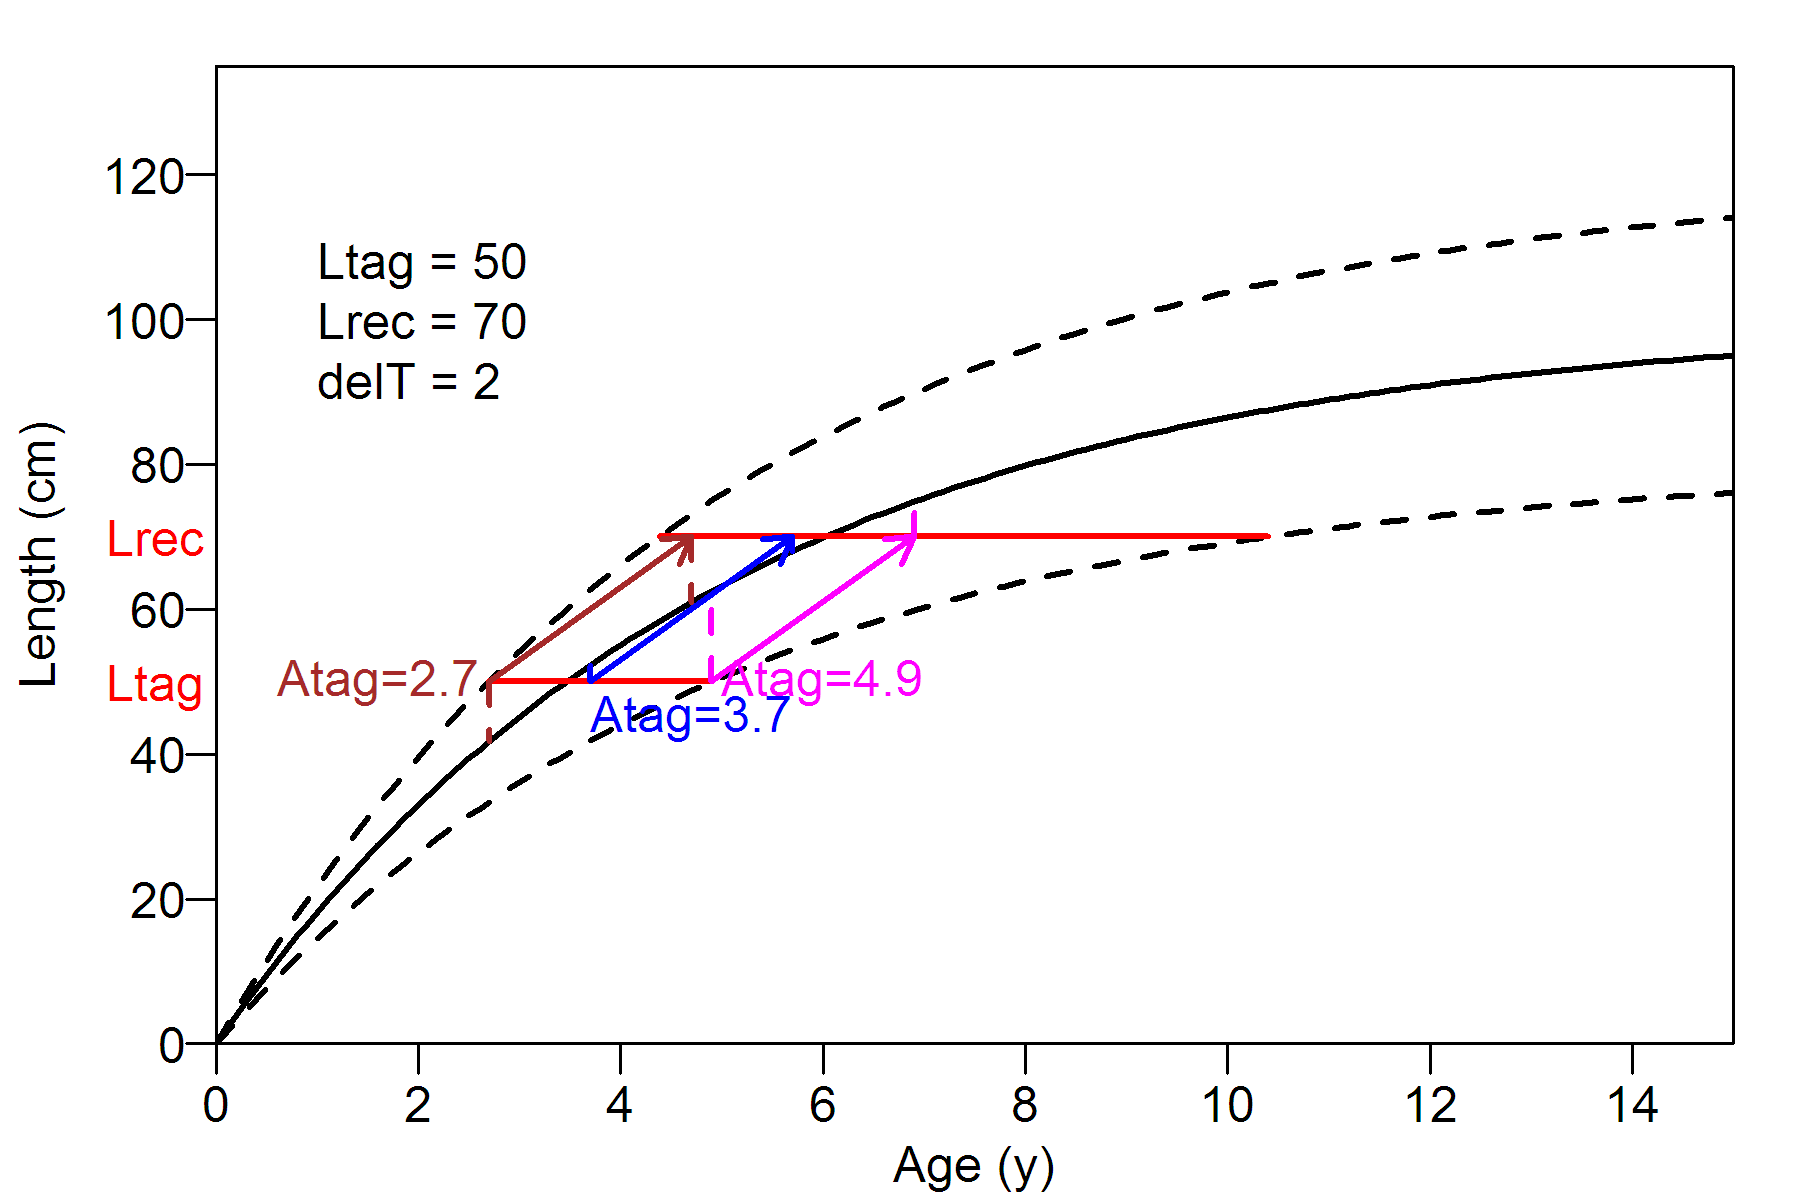 120
100
80
60
40
20
0
Length (cm)
Ltag = 50
Lrec = 70
delT = 2
Lrec
Ltag
Atag=2.7
Atag=4.9
Atag=3.7
0 2 4 6 8 10 12 14
Age (y)